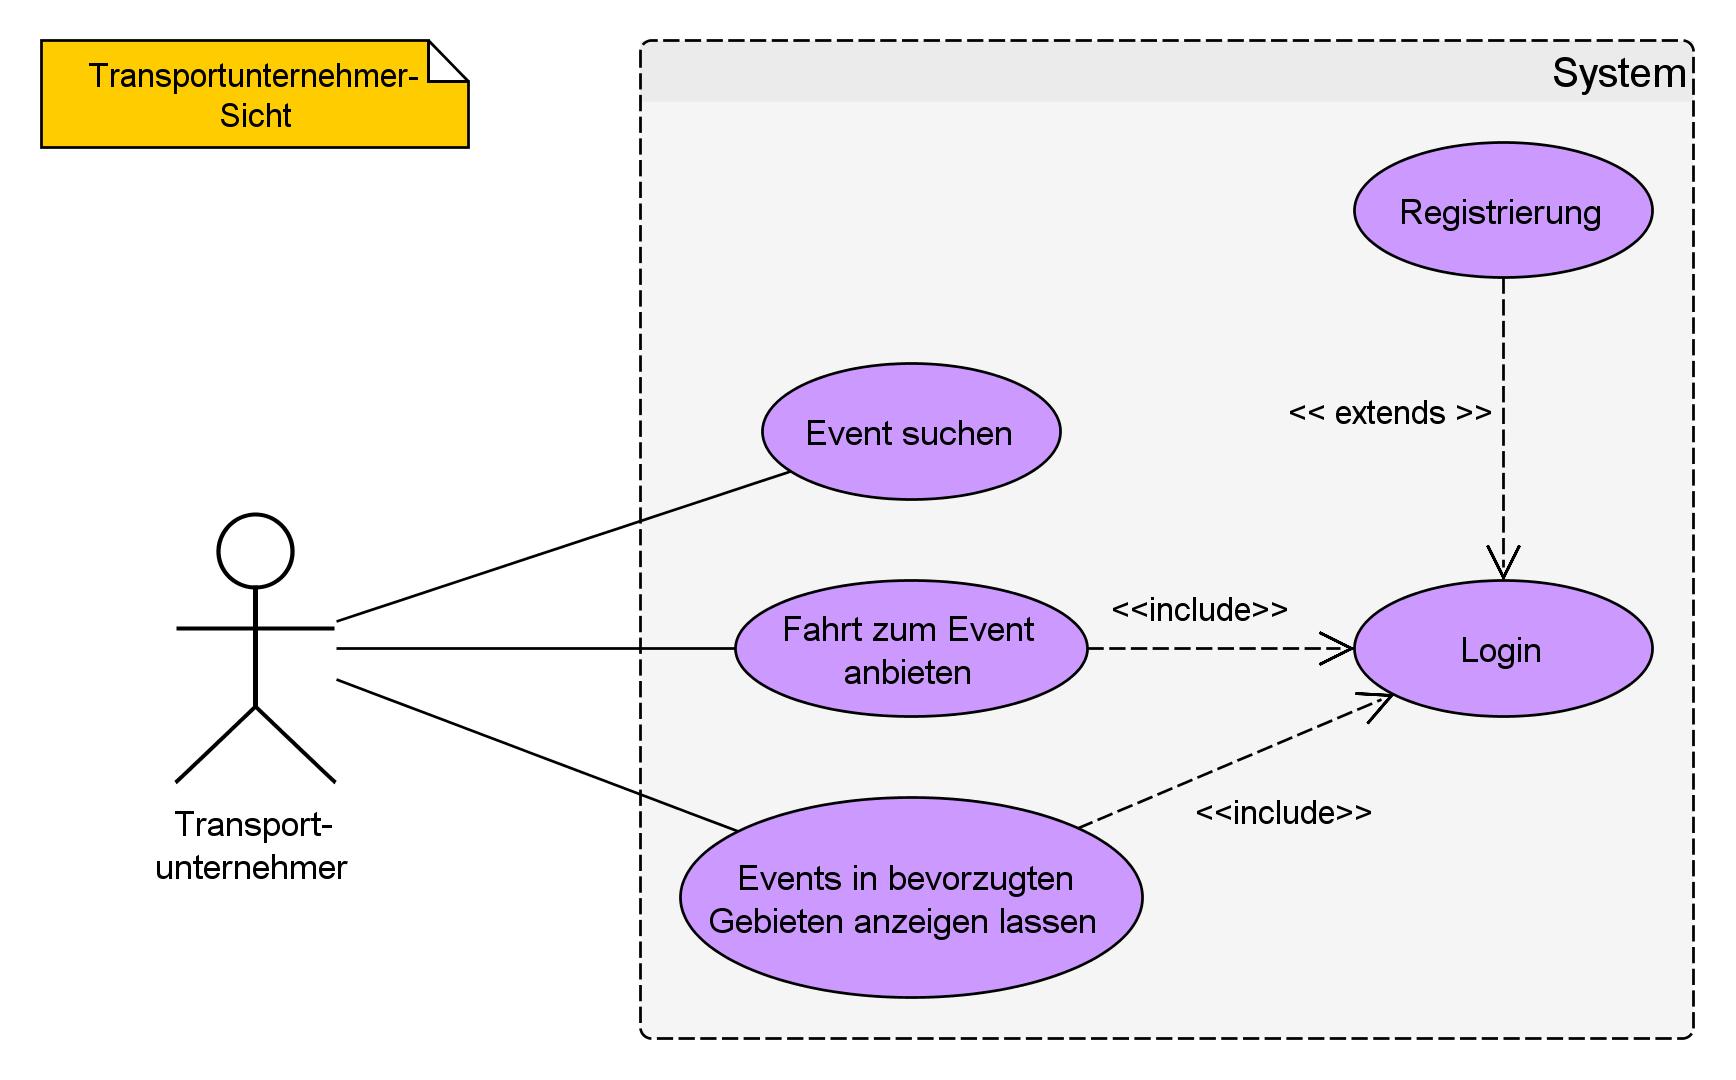 Transportunternehmer-
Sicht
System
Registrierung
<< extends >>
Event suchen
Fahrt zum Event
anbieten
<<include>>
Login
<<include>>
Transport-
unternehmer
Events in bevorzugten
Gebieten anzeigen lassen